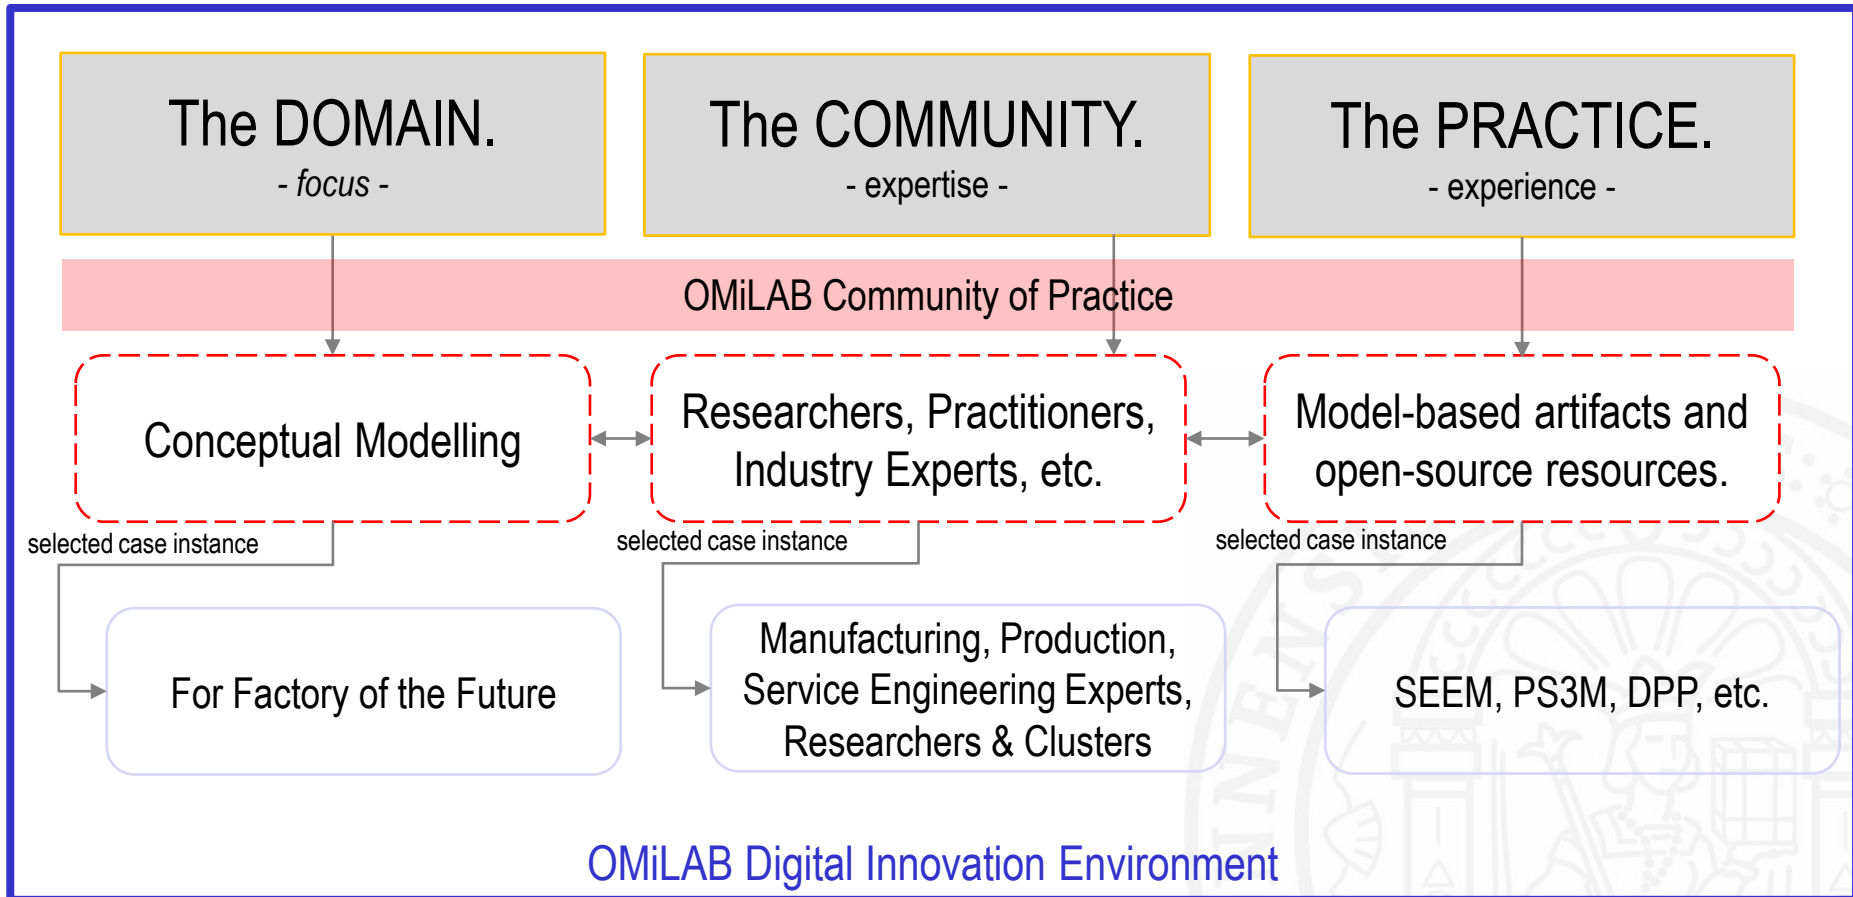 The DOMAIN.
- focus -
The COMMUNITY.
- expertise -
The PRACTICE.
- experience -
OMiLAB Community of Practice
Conceptual Modelling
Researchers, Practitioners,
Industry Experts, etc.
Model-based artifacts and
open-source resources.
selected case instance
selected case instance
selected case instance
For Factory of the Future
Manufacturing, Production,
Service Engineering Experts,
Researchers & Clusters
SEEM, PS3M, DPP, etc.
OMiLAB Digital Innovation Environment